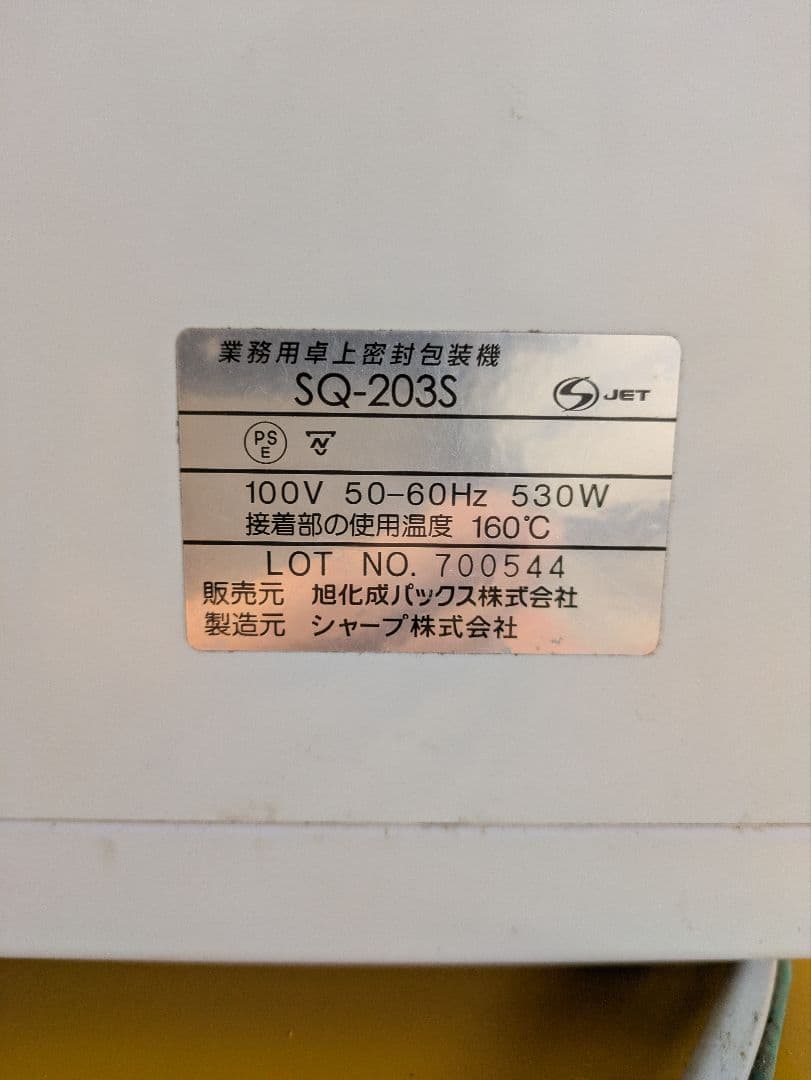 業務用卓上密封包装機
SQ-203S
S JET
PS
E
N
100V 50-60Hz 530W
接着部の使用温度 160℃
LOT NO. 700544
販売元 旭化成パックス株式会社
製造元 シャープ株式会社